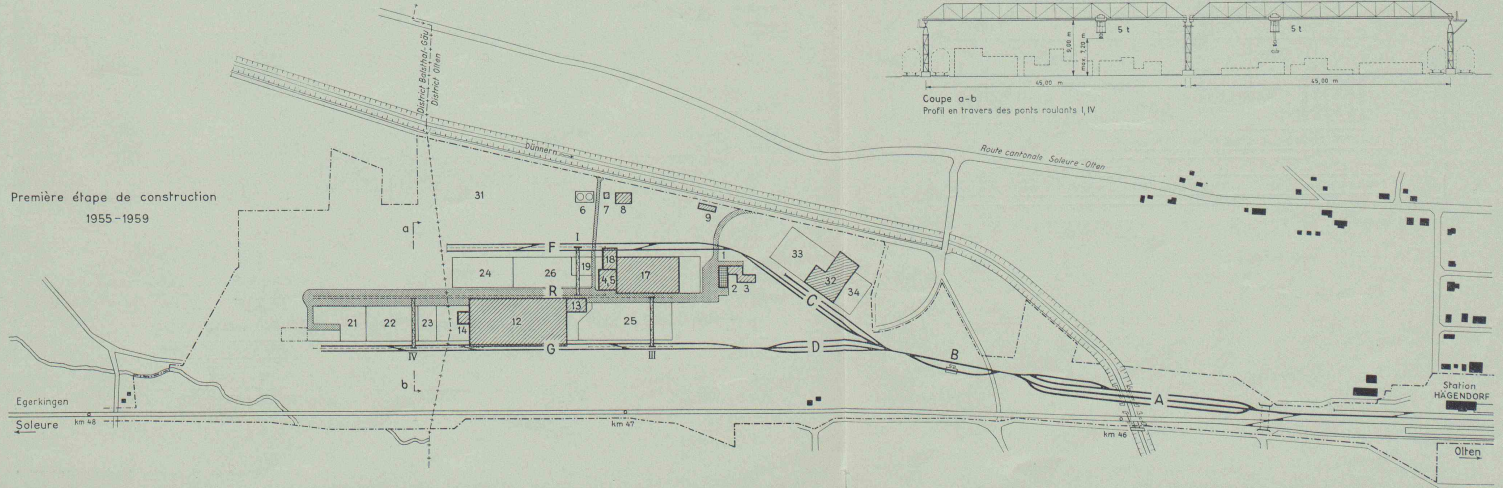 5 t
5 t
9,00 m
max. 7,20 m
45,00 m
45,00 m
Coupe a-b
Profil en travers des ponts roulants I, IV
District Balsthal-Gäu
District Olten
Dünnern
Route cantonale Soleure-Olten
Première étape de construction
1955-1959
31
6
7
8
9
a
I
F
1
33
24
26
19
18
4,5
17
2
3
32
34
R
C
21
22
23
14
12
13
25
IV
G
III
D
B
A
b
Egerkingen
Soleure
km 48
km 47
km 46
Station
HÄGENDORF
Olten